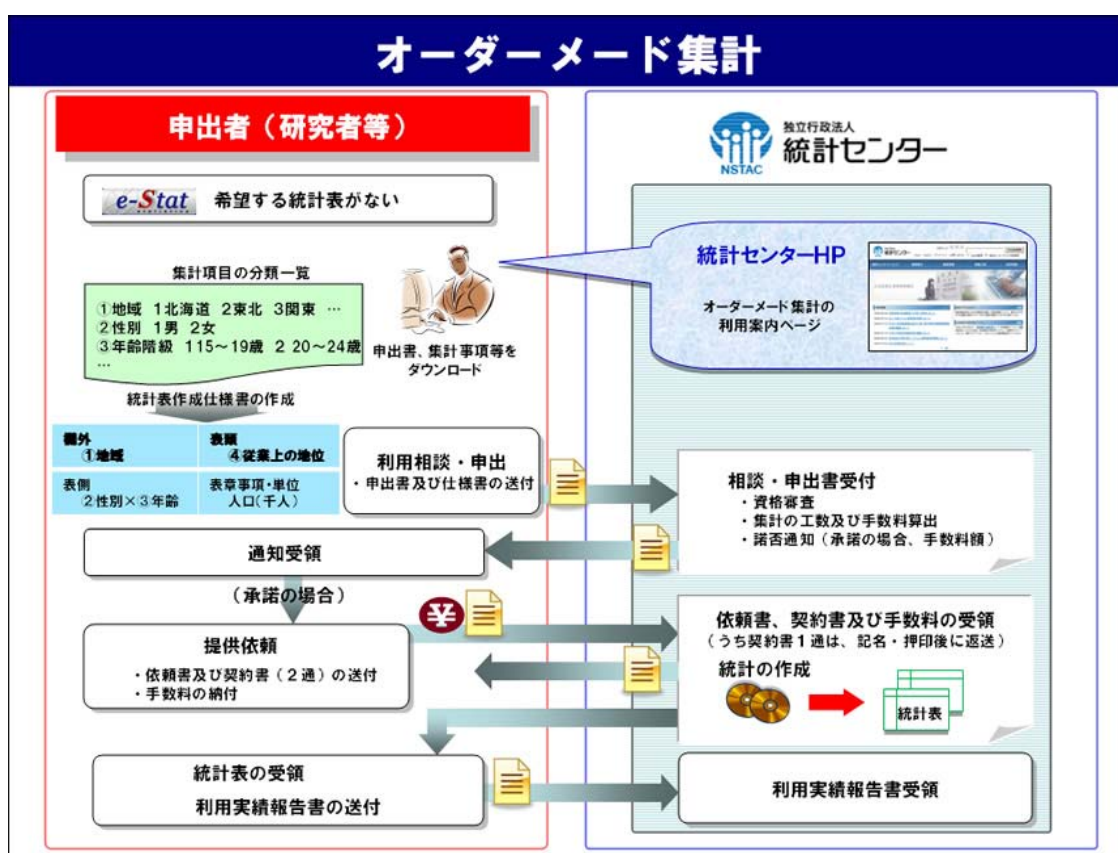 オーダーメード集計
申出者（研究者等）
e-Stat 希望する統計表がない
集計項目の分類一覧
①地域 1北海道 2東北 3関東 …
②性別 1男 2女
③年齢階級 1 15～19歳 2 20～24歳
…
申出書、集計事項等を
ダウンロード
統計表作成仕様書の作成
欄外
①地域
表頭
④従業上の地位
表側
②性別×③年齢
表章事項・単位
人口(千人)
利用相談・申出
・申出書及び仕様書の送付
通知受領
（承諾の場合）
提供依頼
・依頼書及び契約書（２通）の送付
・手数料の納付
統計表の受領
利用実績報告書の送付
NSTAC
独立行政法人
統計センター
統計センターHP
オーダーメード集計の
利用案内ページ
相談・申出書受付
・資格審査
・集計の工数及び手数料算出
・諾否通知（承諾の場合、手数料額）
¥
依頼書、契約書及び手数料の受領
（うち契約書１通は、記名・押印後に返送）
統計の作成
統計表
利用実績報告書受領